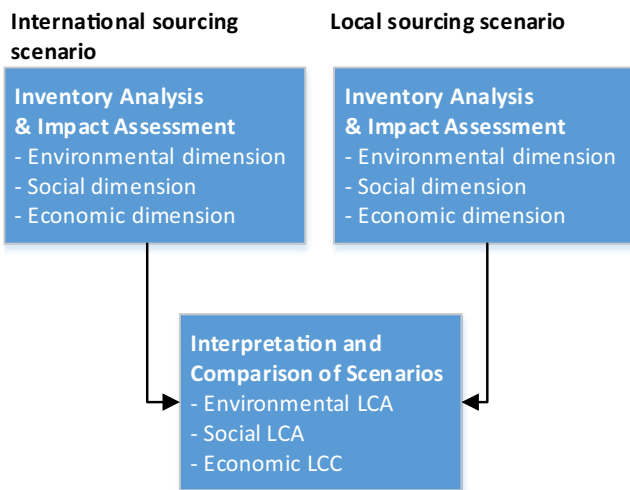 International sourcing
scenario
Inventory Analysis
& Impact Assessment
- Environmental dimension
- Social dimension
- Economic dimension
Local sourcing scenario
Inventory Analysis
& Impact Assessment
- Environmental dimension
- Social dimension
- Economic dimension
Interpretation and
Comparison of Scenarios
- Environmental LCA
- Social LCA
- Economic LCC